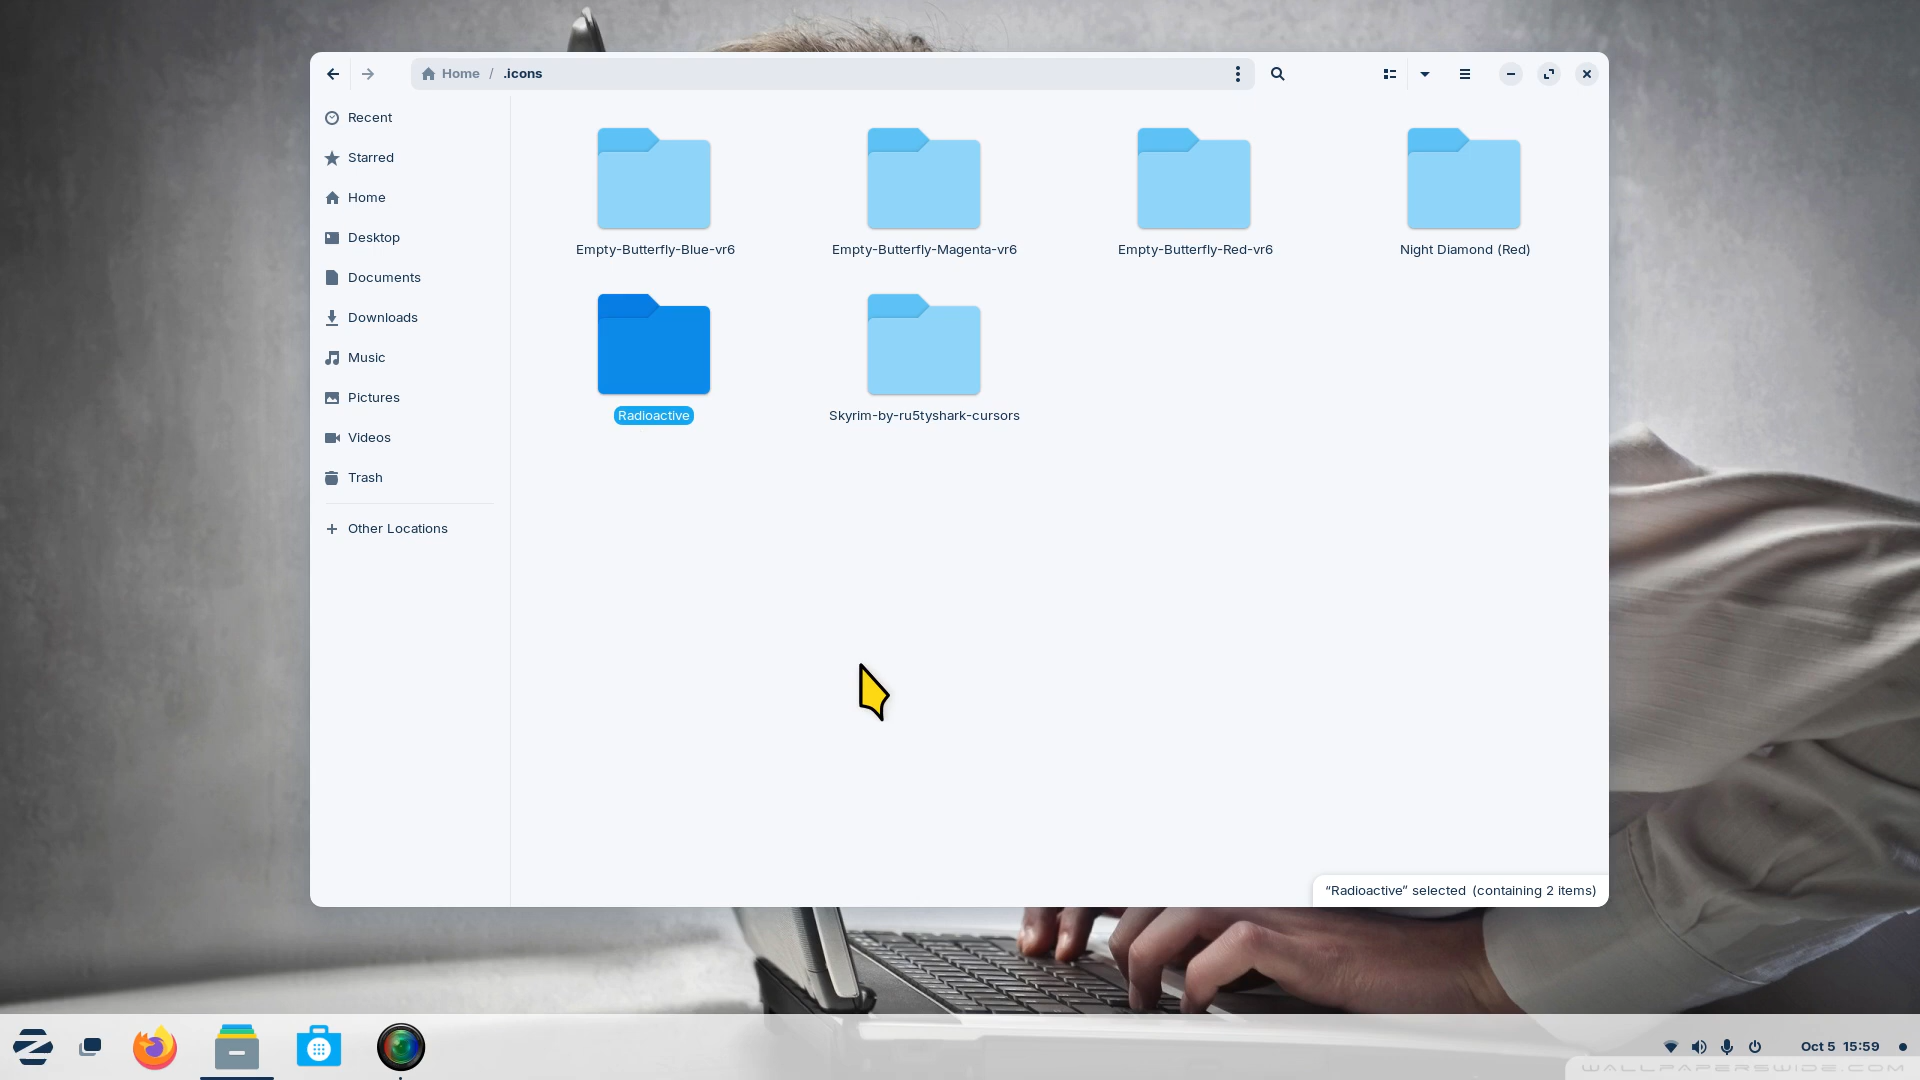 Home / .icons
Recent
Starred
Home
Desktop
Documents
Downloads
Music
Pictures
Videos
Trash
Other Locations
Empty-Butterfly-Blue-vr6
Empty-Butterfly-Magenta-vr6
Empty-Butterfly-Red-vr6
Night Diamond (Red)
Radioactive
Skyrim-by-ru5tyshark-cursors
“Radioactive” selected (containing 2 items)
Oct 5 15:59
WALLPAPERSWIDE.COM